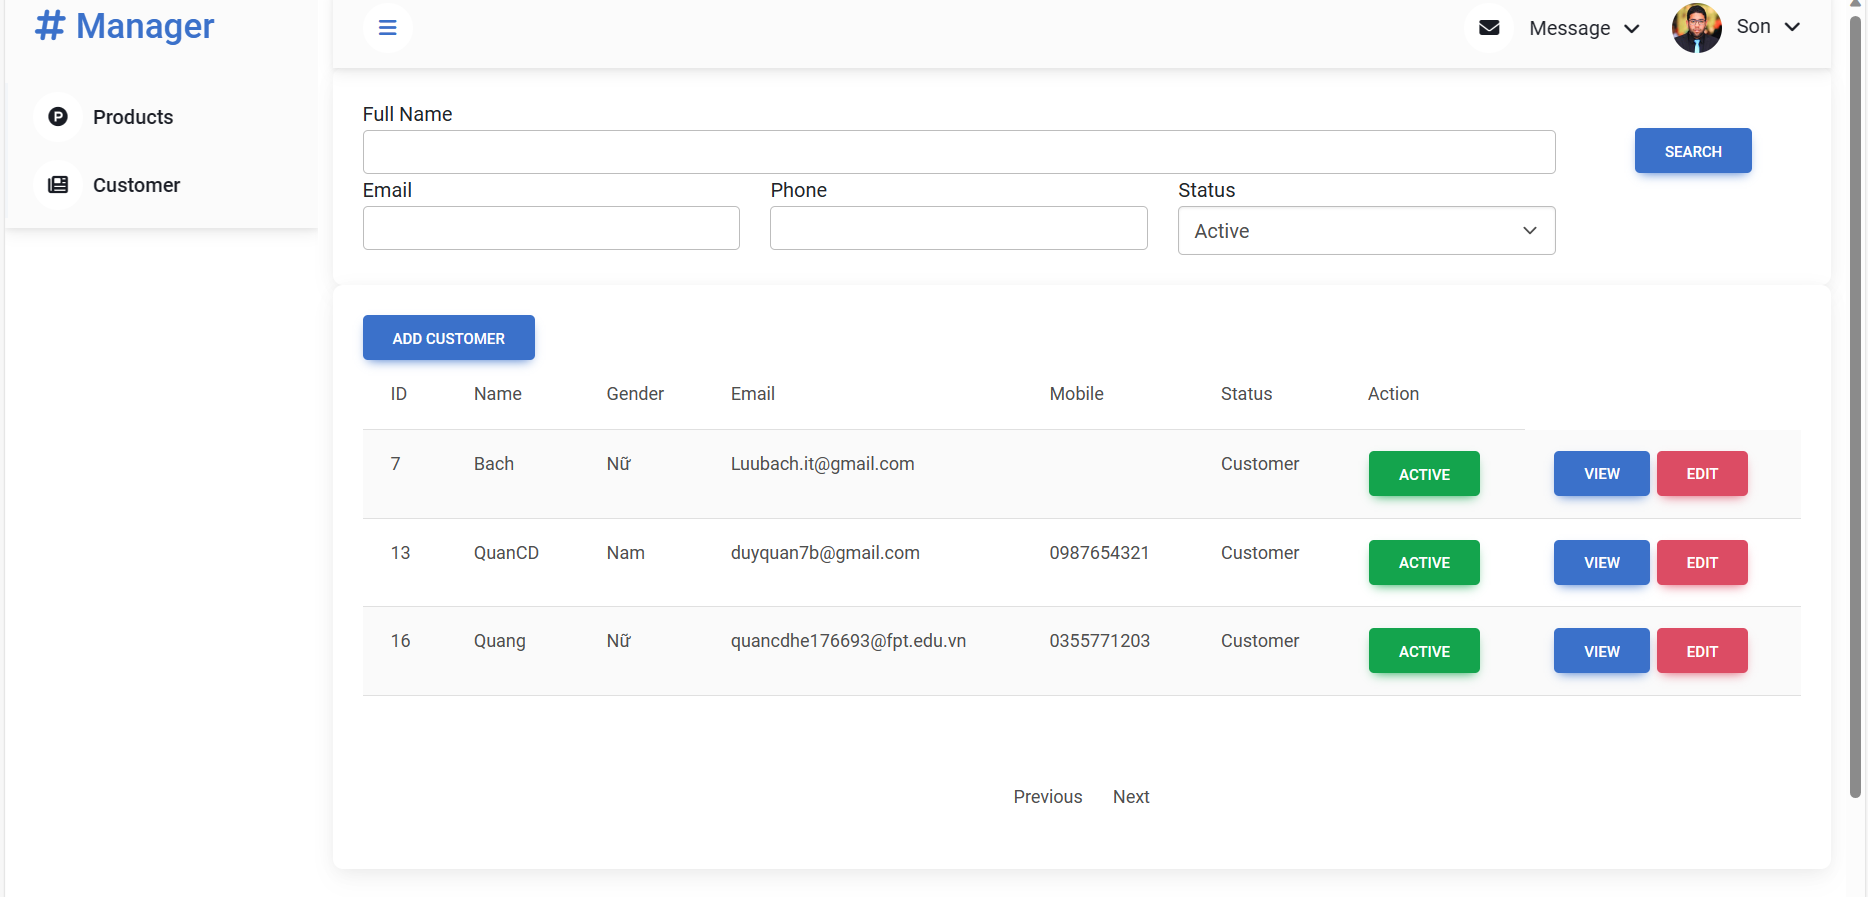 # Manager
Message
Son
Products
Customer
Full Name
SEARCH
Email Phone Status
Active
ADD CUSTOMER
ID Name Gender Email Mobile Status Action
7 Bach Nữ Luubach.it@gmail.com Customer ACTIVE VIEW EDIT
13 QuanCD Nam duyquan7b@gmail.com 0987654321 Customer ACTIVE VIEW EDIT
16 Quang Nữ quancdhe176693@fpt.edu.vn 0355771203 Customer ACTIVE VIEW EDIT
Previous Next